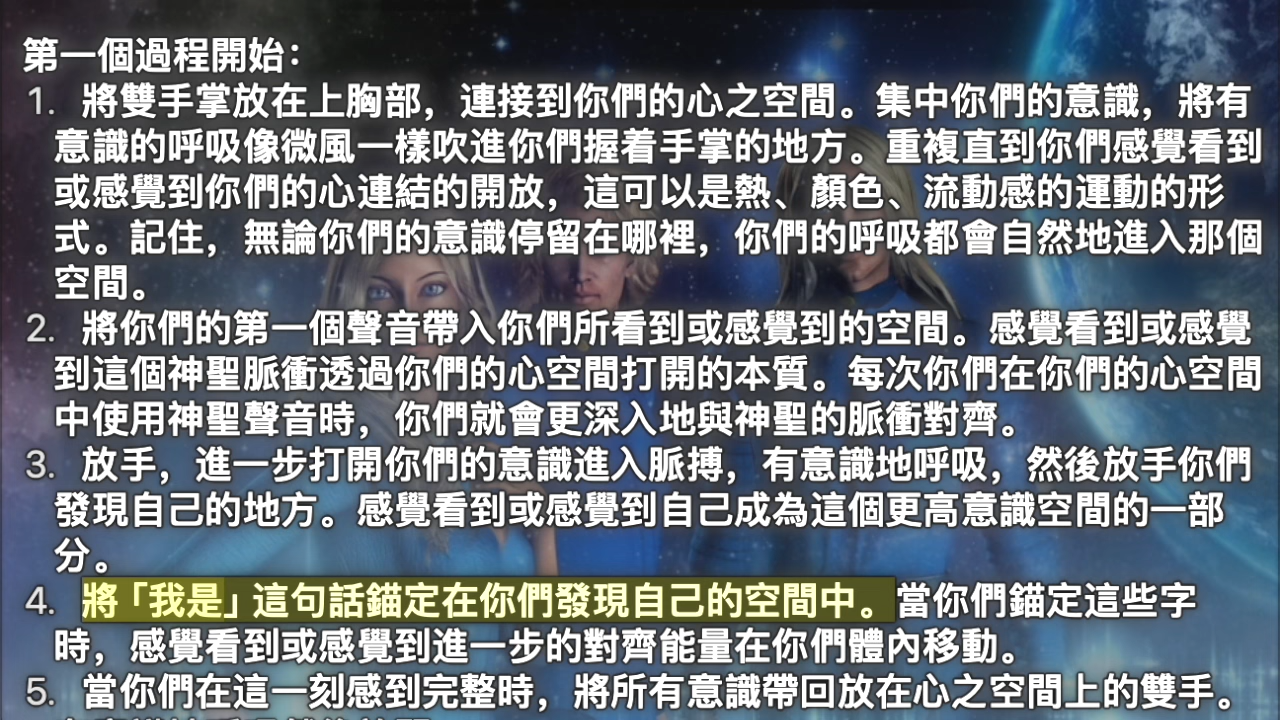 第一個過程開始：
1. 將雙手掌放在上胸部，連接到你們的心之空間。集中你們的意識，將有
意識的呼吸像微風一樣吹進你們握着手掌的地方。重複直到你們感覺看到
或感覺到你們的心連結的開放，這可以是熱、顏色、流動感的運動的形
式。記住，無論你們的意識停留在哪裡，你們的呼吸都會自然地進入那個
空間。
2. 將你們的第一個聲音帶入你們所看到或感覺到的空間。感覺看到或感覺
到這個神聖脈衝透過你們的心空間打開的本質。每次你們在你們的心空間
中使用神聖聲音時，你們就會更深入地與神聖的脈衝對齊。
3. 放手，進一步打開你們的意識進入脈搏，有意識地呼吸，然後放手你們
發現自己的地方。感覺看到或感覺到自己成為這個更高意識空間的一部
分。
4. 將「我是」這句話錨定在你們發現自己的空間中。當你們錨定這些字
時，感覺看到或感覺到進一步的對齊能量在你們體內移動。
5. 當你們在這一刻感到完整時，將所有意識帶回放在心之空間上的雙手。